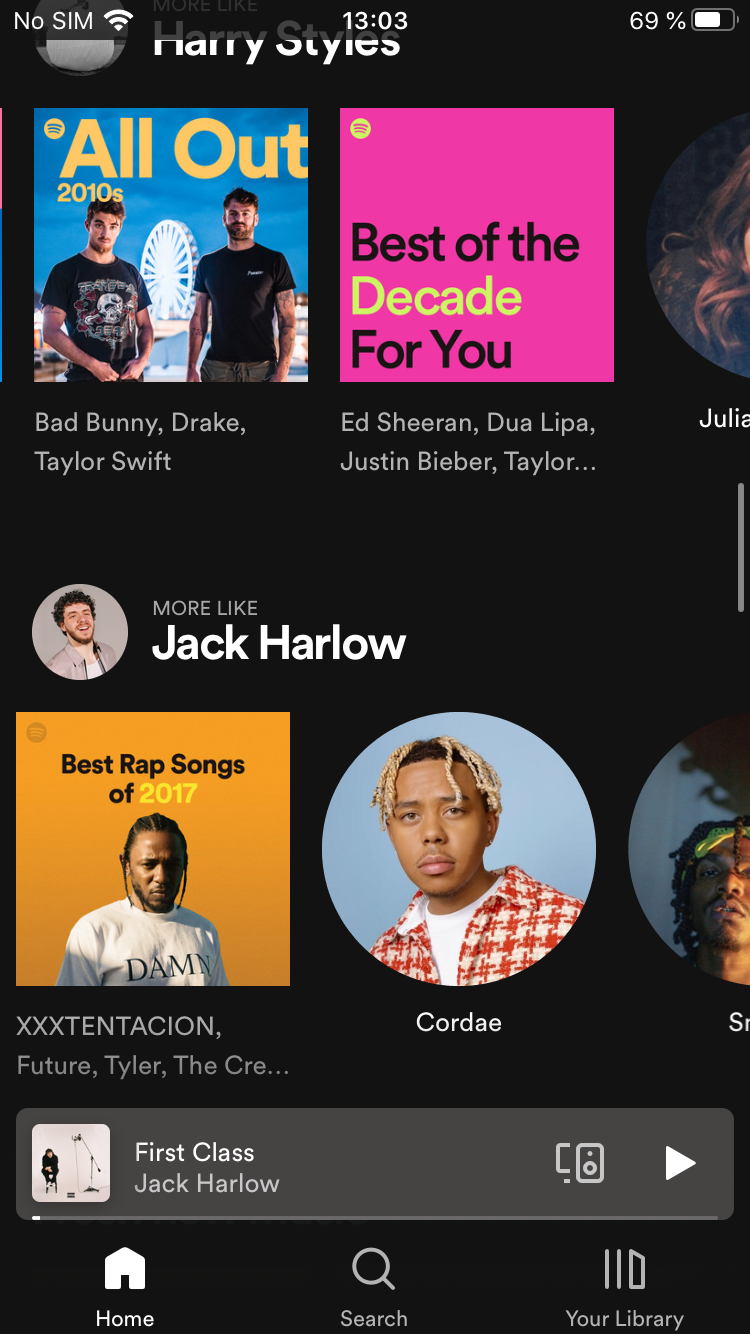 MORE LIKE
No SIM 13:03 69 %
Harry Styles
All Out
2010s
Best of the
Decade
For You
Bad Bunny, Drake,
Taylor Swift
Ed Sheeran, Dua Lipa,
Justin Bieber, Taylor...
Julia
MORE LIKE
Jack Harlow
Best Rap Songs
of 2017
DAMN
XXXTENTACION,
Future, Tyler, The Cre...
Cordae
First Class
Jack Harlow
Home
Search
Your Library